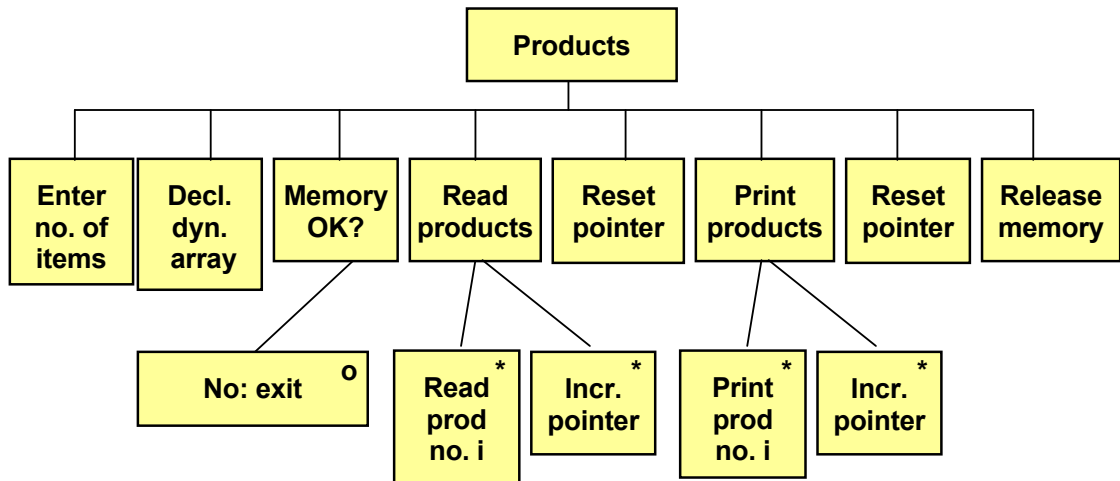 Products
Enter
no. of
items
Decl.
dyn.
array
Memory
OK?
Read
products
Reset
pointer
Print
products
Reset
pointer
Release
memory
No: exit
o
Read
prod
no. i
*
Incr.
pointer
*
Print
prod
no. i
*
Incr.
pointer
*